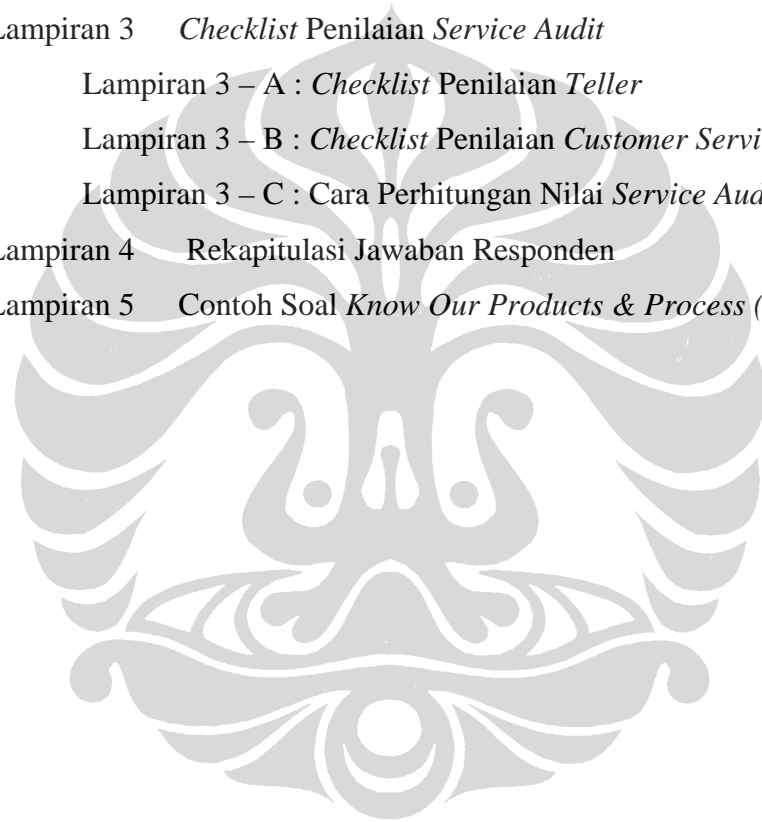 Lampiran 3 Checklist Penilaian Service Audit
Lampiran 3 – A : Checklist Penilaian Teller
Lampiran 3 – B : Checklist Penilaian Customer
Lampiran 3 – C : Cara Perhitungan Nilai Service
Lampiran 4 Rekapitulasi Jawaban Responden
Lampiran 5 Contoh Soal Know Our Products & Process (